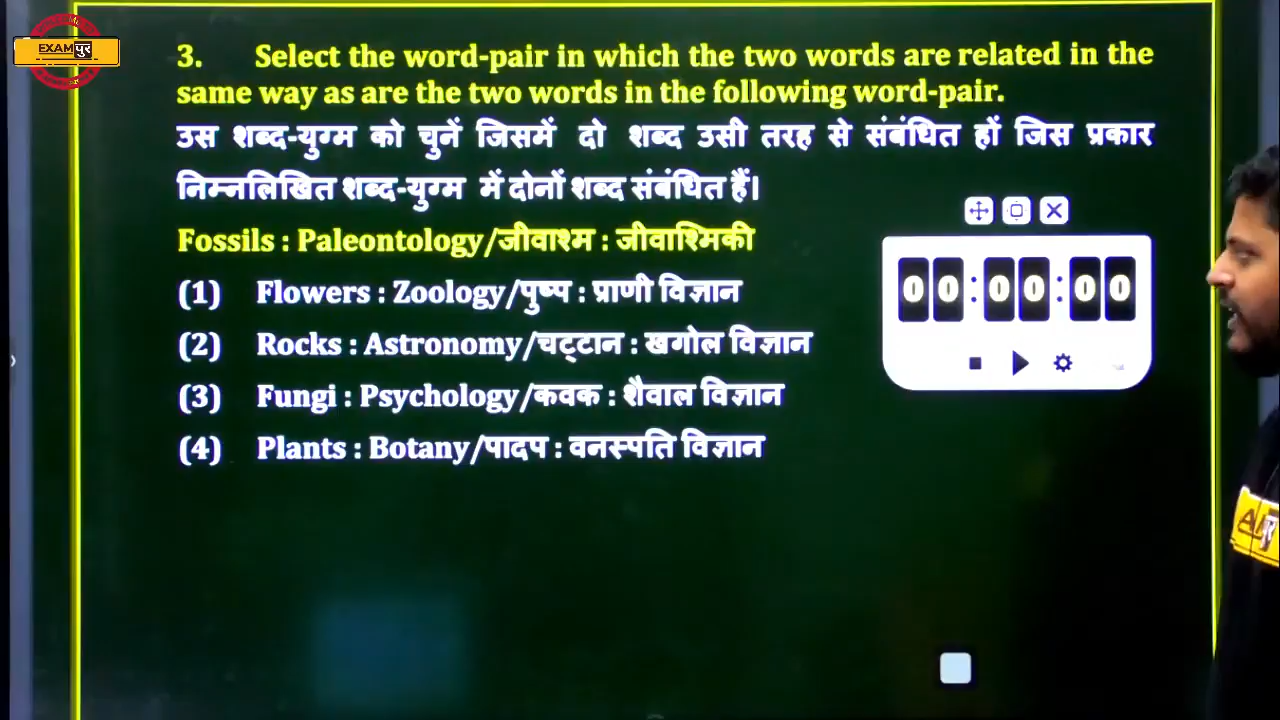 EXAMपुर
3. Select the word-pair in which the two words are related in the
same way as are the two words in the following word-pair.
उस शब्द-युग्म को चुनें जिसमें दो शब्द उसी तरह से संबंधित हों जिस प्रकार
निम्नलिखित शब्द-युग्म में दोनों शब्द संबंधित हैं।
Fossils : Paleontology/जीवाश्म : जीवाश्मिकी
(1) Flowers : Zoology/पुष्प : प्राणी विज्ञान
00:00:00
(2) Rocks : Astronomy/चट्टान : खगोल विज्ञान
(3) Fungi : Psychology/कवक : शैवाल विज्ञान
(4) Plants : Botany/पादप : वनस्पति विज्ञान